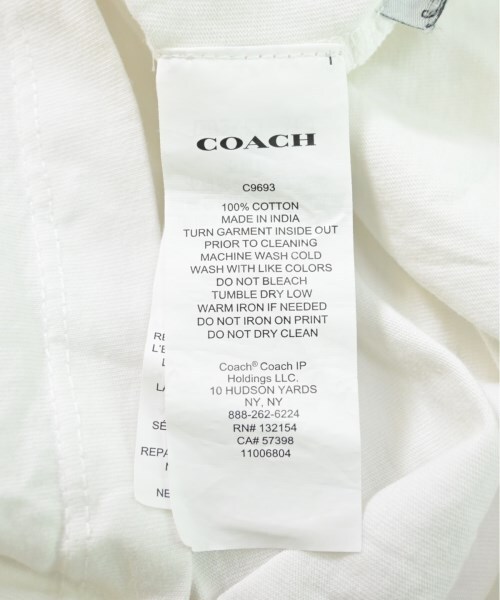 COACH
C9693
100% COTTON
MADE IN INDIA
TURN GARMENT INSIDE OUT
PRIOR TO CLEANING
MACHINE WASH COLD
WASH WITH LIKE COLORS
DO NOT BLEACH
TUMBLE DRY LOW
WARM IRON IF NEEDED
DO NOT IRON ON PRINT
DO NOT DRY CLEAN
Coach® Coach IP
Holdings LLC.
10 HUDSON YARDS
NY, NY
888-262-6224
RN# 132154
CA# 57398
11006804